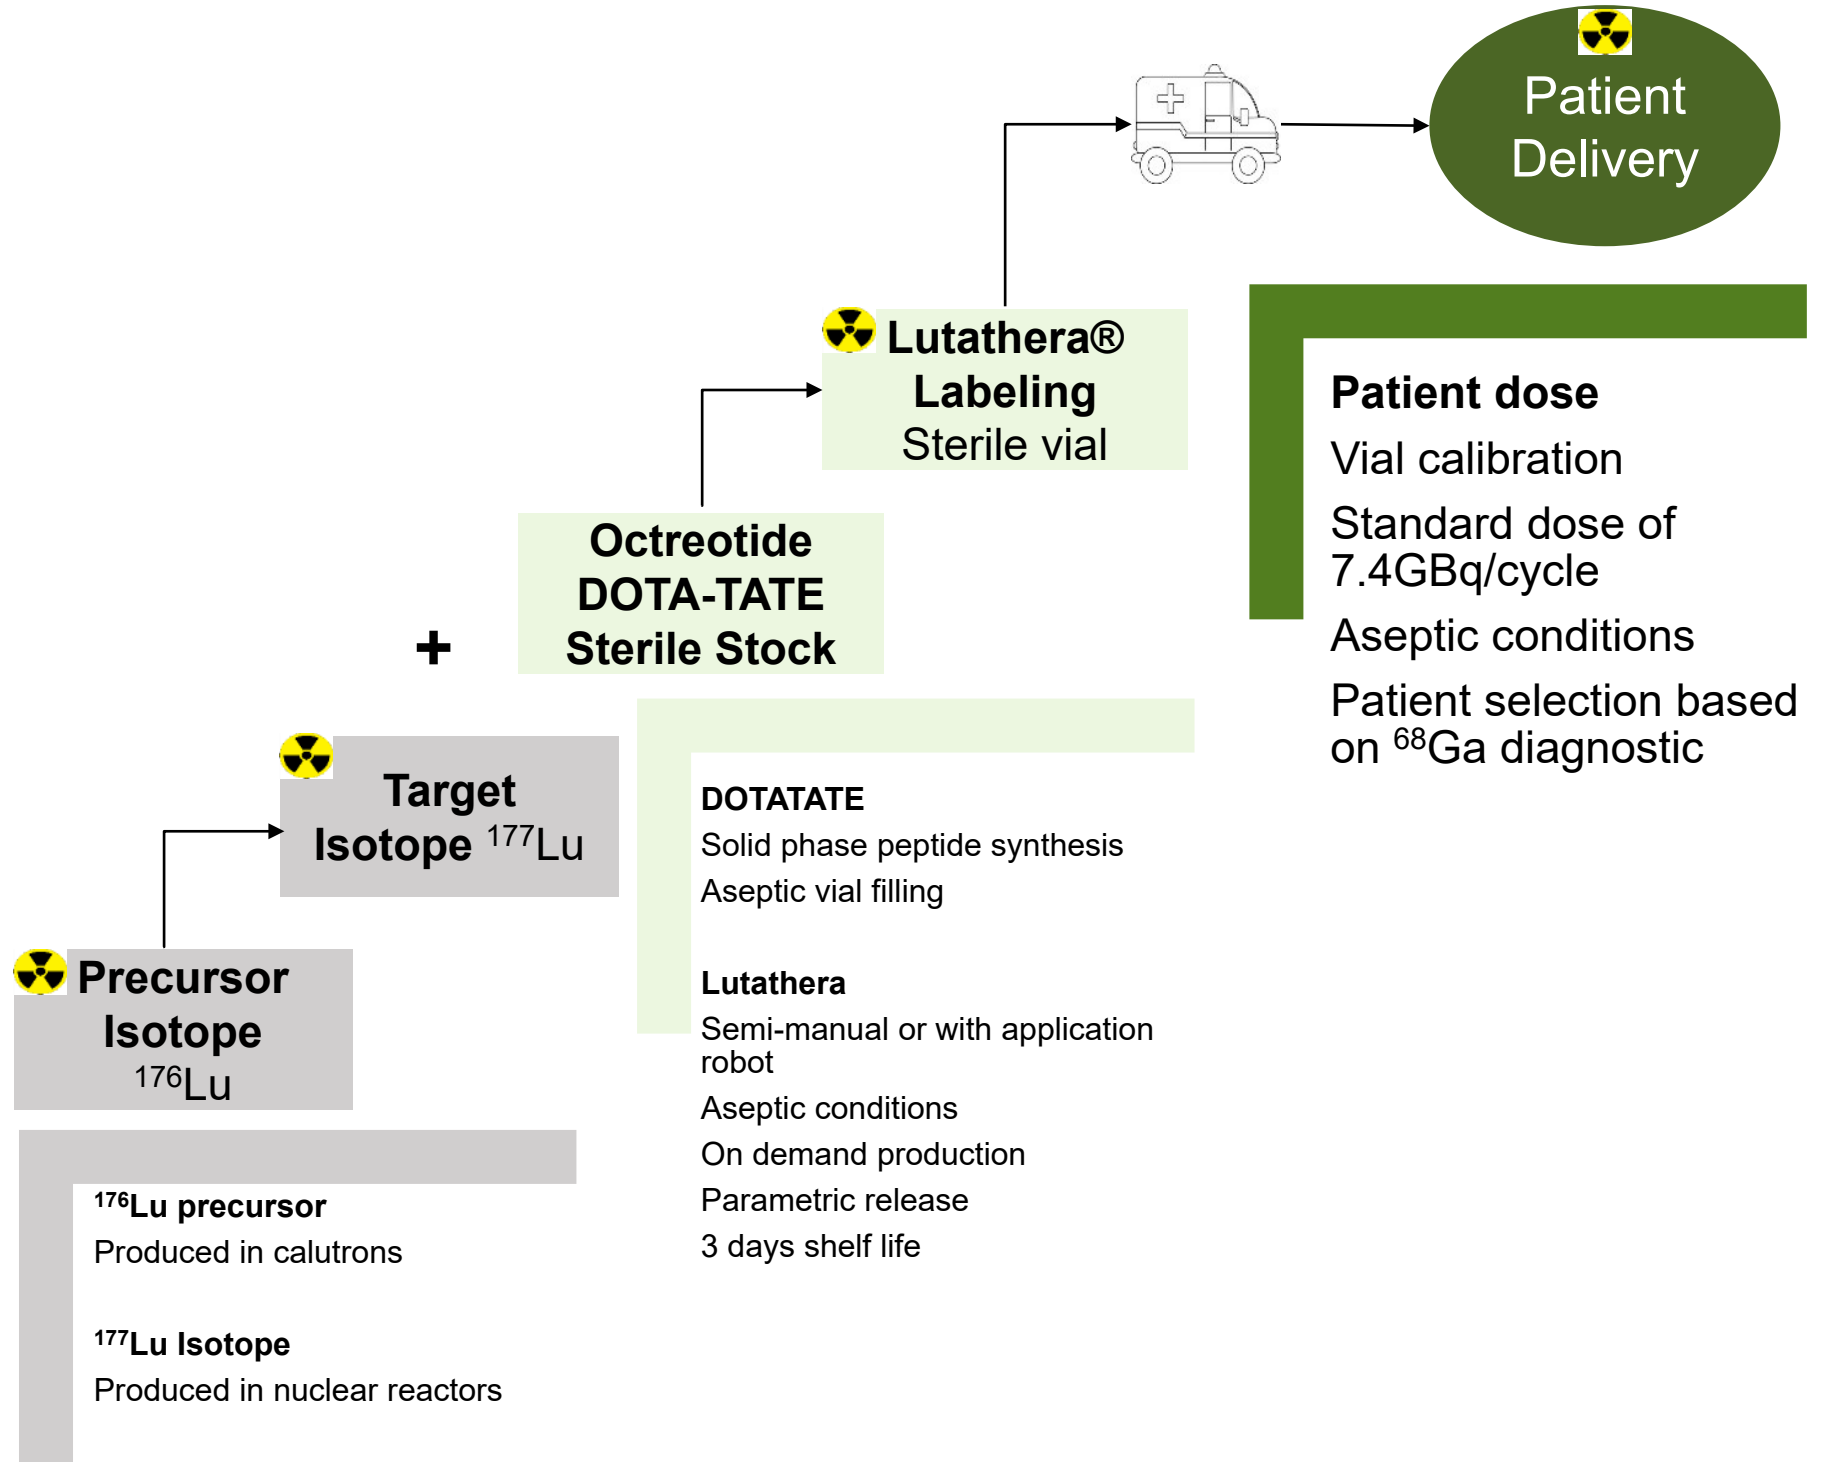 Patient
Delivery
Lutathera®
Labeling
Sterile vial
Patient dose
Vial calibration
Standard dose of
7.4GBq/cycle
Aseptic conditions
Patient selection based
on ⁶⁸Ga diagnostic
Octreotide
DOTA-TATE
Sterile Stock
+
Target
Isotope ¹⁷⁷Lu
DOTATATE
Solid phase peptide synthesis
Aseptic vial filling
Lutathera
Semi-manual or with application
robot
Aseptic conditions
On demand production
Parametric release
3 days shelf life
Precursor
Isotope
¹⁷⁶Lu
¹⁷⁶Lu precursor
Produced in calutrons
¹⁷⁷Lu Isotope
Produced in nuclear reactors